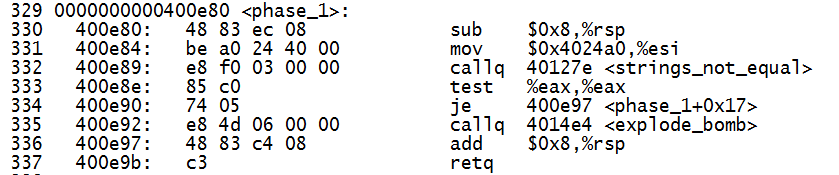 329 0000000000400e80 <phase_1>:
330 400e80: 48 83 ec 08 sub $0x8,%rsp
331 400e84: be a0 24 40 00 mov $0x4024a0,%esi
332 400e89: e8 f0 03 00 00 callq 40127e <strings_not_equal>
333 400e8e: 85 c0 test %eax,%eax
334 400e90: 74 05 je 400e97 <phase_1+0x17>
335 400e92: e8 4d 06 00 00 callq 4014e4 <explode_bomb>
336 400e97: 48 83 c4 08 add $0x8,%rsp
337 400e9b: c3 retq